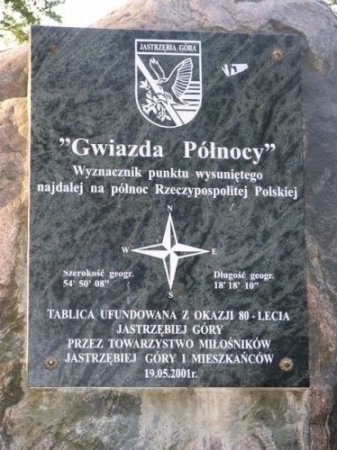 JASTRZĘBIA GÓRA
"Gwiazda Północy"
Wyznacznik punktu wysuniętego
najdalej na północ Rzeczypospolitej Polskiej
N
W E
S
Szerokość geogr. Długość geogr.
54° 50' 08" 18° 18' 10"
TABLICA UFUNDOWANA Z OKAZJI 80 - LECIA
JASTRZĘBIEJ GÓRY
PRZEZ TOWARZYSTWO MIŁOŚNIKÓW
JASTRZĘBIEJ GÓRY I MIESZKAŃCÓW
19.05.2001r.